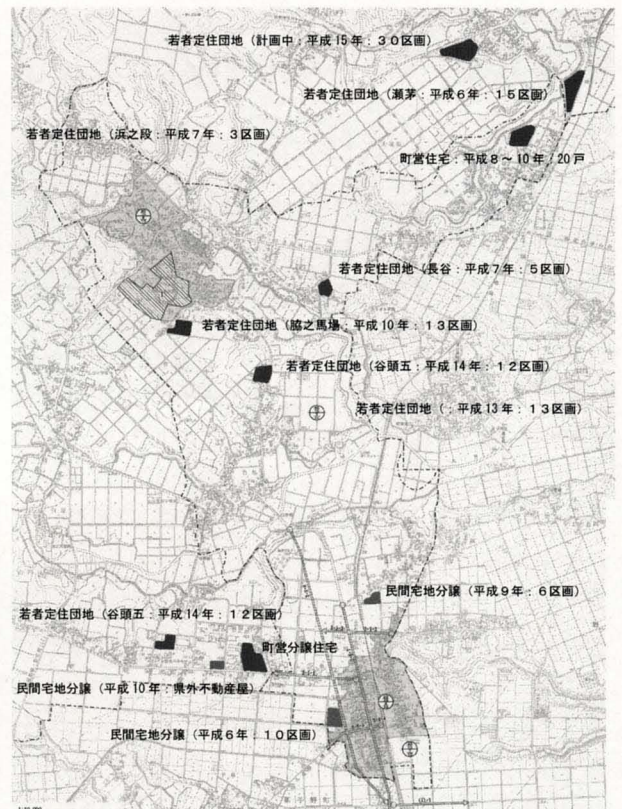 若者定住団地（計画中：平成15年：30区画）
若者定住団地（瀬茅：平成6年：15区画）
若者定住団地（浜之段：平成7年：3区画）
町営住宅：平成8～10年：20戸
若者定住団地（長谷：平成7年：5区画）
若者定住団地（脇之馬場：平成10年：13区画）
若者定住団地（谷頭五：平成14年：12区画）
若者定住団地（：平成13年：13区画）
民間宅地分譲（平成9年：6区画）
若者定住団地（谷頭五：平成14年：12区画）
町営分譲住宅
民間宅地分譲（平成10年：県外不動産屋）
民間宅地分譲（平成6年：10区画）